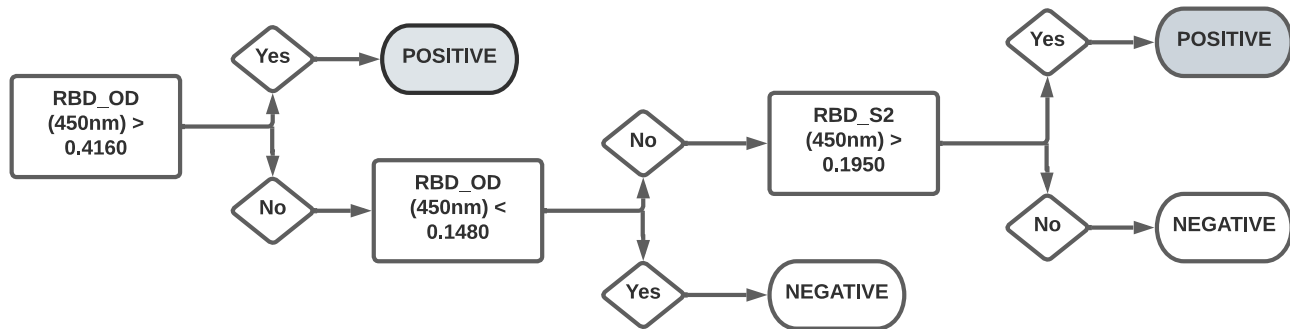 RBD_OD
(450nm) >
0.4160
Yes
POSITIVE
No
RBD_OD
(450nm) <
0.1480
No
Yes
NEGATIVE
RBD_S2
(450nm) >
0.1950
Yes
POSITIVE
No
NEGATIVE